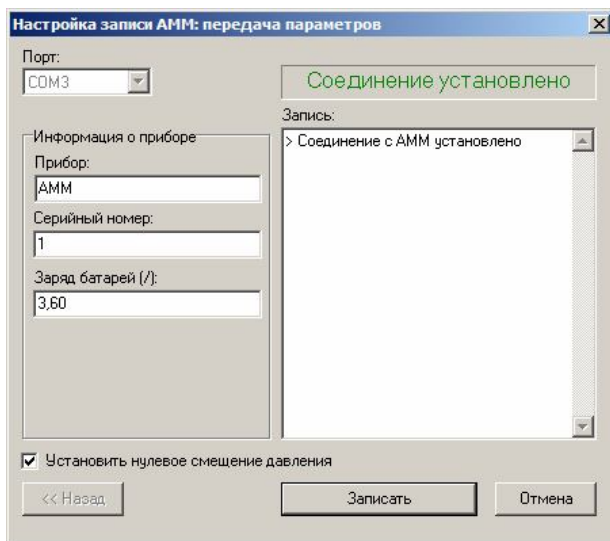 Настройка записи АММ: передача параметров
Порт:
COM3
Соединение установлено
Запись:
> Соединение с АММ установлено
Информация о приборе
Прибор:
АММ
Серийный номер:
1
Заряд батарей (/):
3,60
Установить нулевое смещение давления
<< Назад
Записать
Отмена